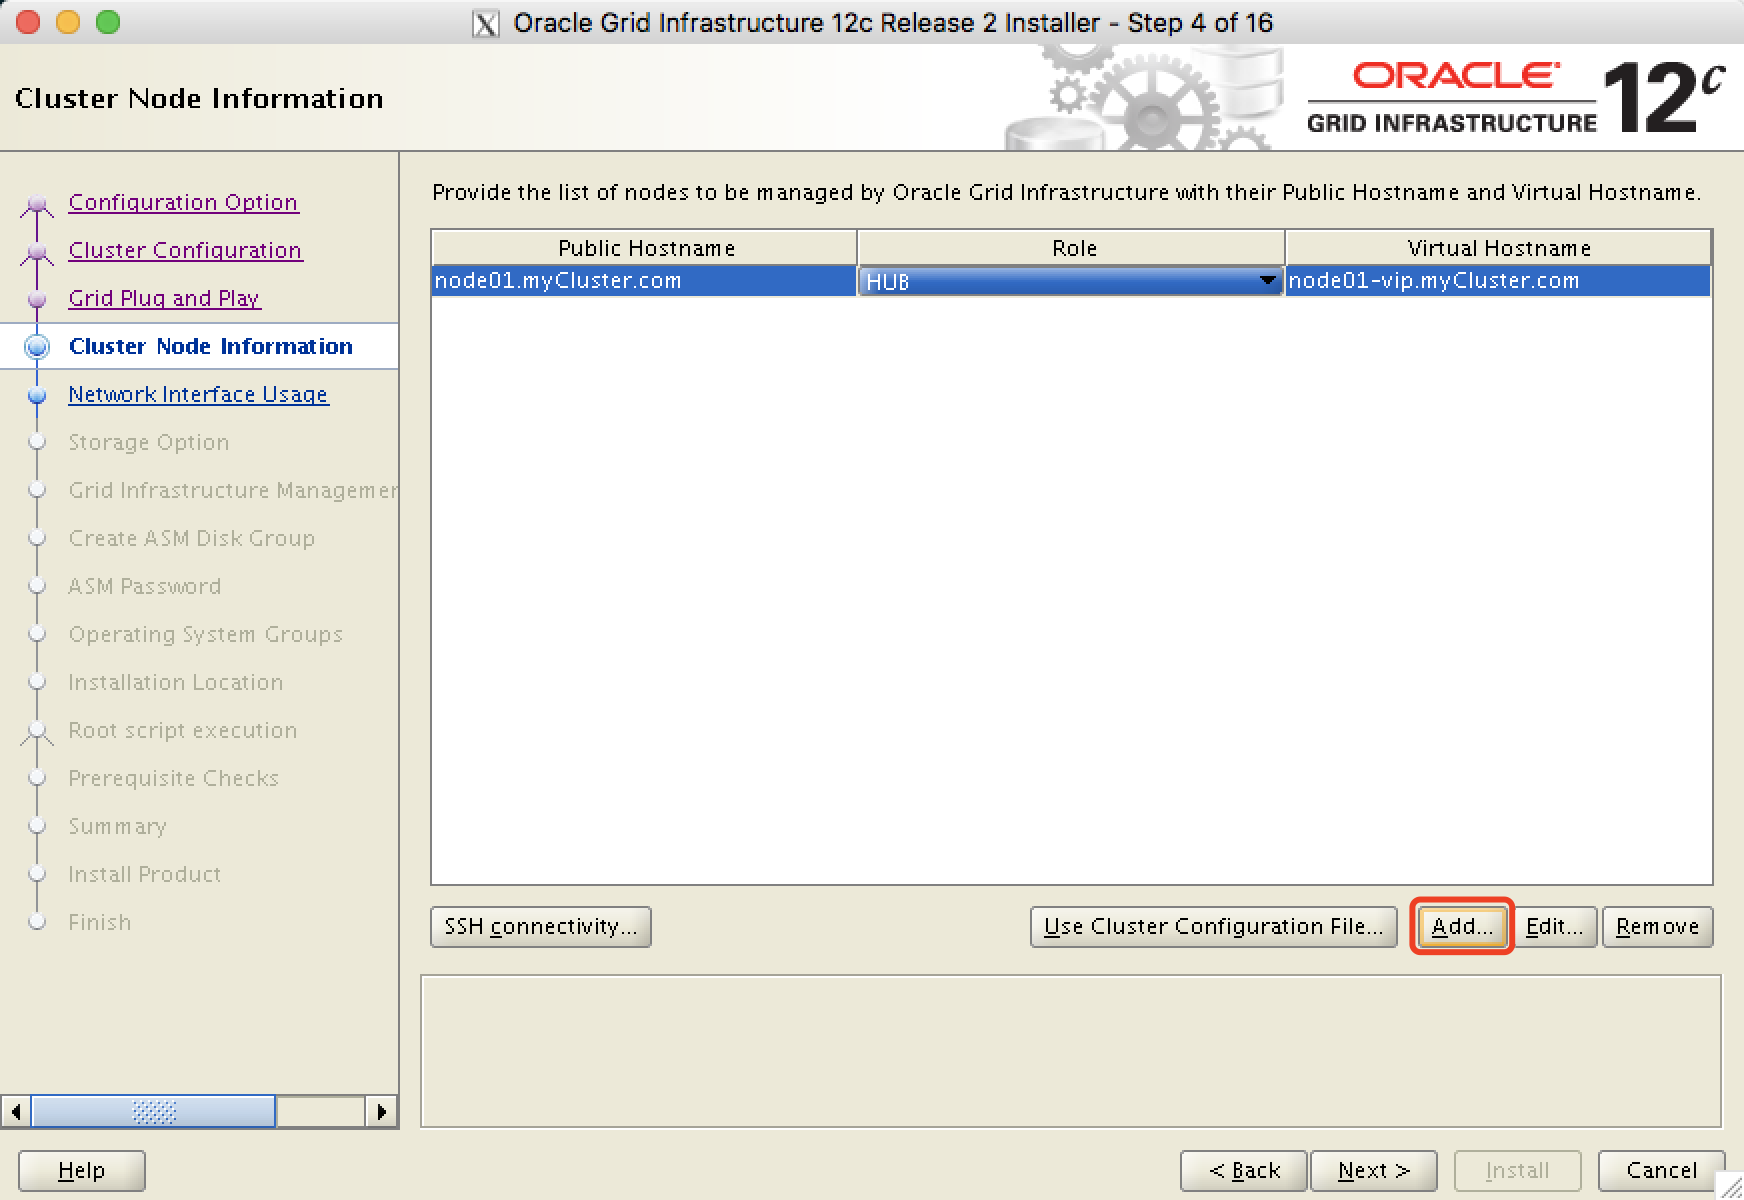 Oracle Grid Infrastructure 12c Release 2 Installer - Step 4 of 16
Cluster Node Information
ORACLE
GRID INFRASTRUCTURE
12c
Configuration Option
Cluster Configuration
Grid Plug and Play
Cluster Node Information
Network Interface Usage
Storage Option
Grid Infrastructure Managemer
Create ASM Disk Group
ASM Password
Operating System Groups
Installation Location
Root script execution
Prerequisite Checks
Summary
Install Product
Finish
Provide the list of nodes to be managed by Oracle Grid Infrastructure with their Public Hostname and Virtual Hostname.
Public Hostname Role Virtual Hostname
node01.myCluster.com HUB node01-vip.myCluster.com
SSH connectivity... Use Cluster Configuration File... Add... Edit... Remove
Help < Back Next > Install Cancel